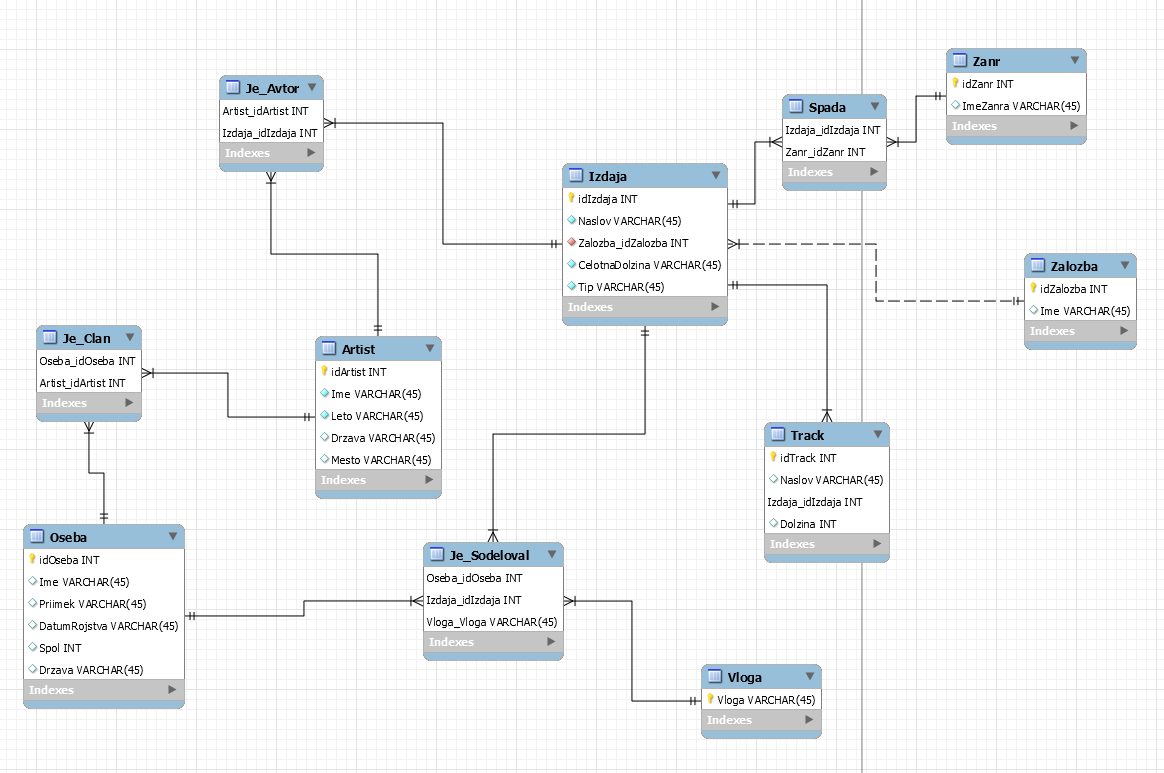 Je_Avtor
Artist_idArtist INT
Izdaja_idIzdaja INT
Indexes
Zanr
idZanr INT
ImeZanra VARCHAR(45)
Indexes
Spada
Izdaja_idIzdaja INT
Zanr_idZanr INT
Indexes
Izdaja
idIzdaja INT
Naslov VARCHAR(45)
Zalozba_idZalozba INT
CelotnaDolzina VARCHAR(45)
Tip VARCHAR(45)
Indexes
Zalozba
idZalozba INT
Ime VARCHAR(45)
Indexes
Je_Clan
Oseba_idOseba INT
Artist_idArtist INT
Indexes
Artist
idArtist INT
Ime VARCHAR(45)
Leto VARCHAR(45)
Drzava VARCHAR(45)
Mesto VARCHAR(45)
Indexes
Track
idTrack INT
Naslov VARCHAR(45)
Izdaja_idIzdaja INT
Dolzina INT
Indexes
Oseba
idOseba INT
Ime VARCHAR(45)
Priimek VARCHAR(45)
DatumRojstva VARCHAR(45)
Spol INT
Drzava VARCHAR(45)
Indexes
Je_Sodeloval
Oseba_idOseba INT
Izdaja_idIzdaja INT
Vloga_Vloga VARCHAR(45)
Indexes
Vloga
Vloga VARCHAR(45)
Indexes